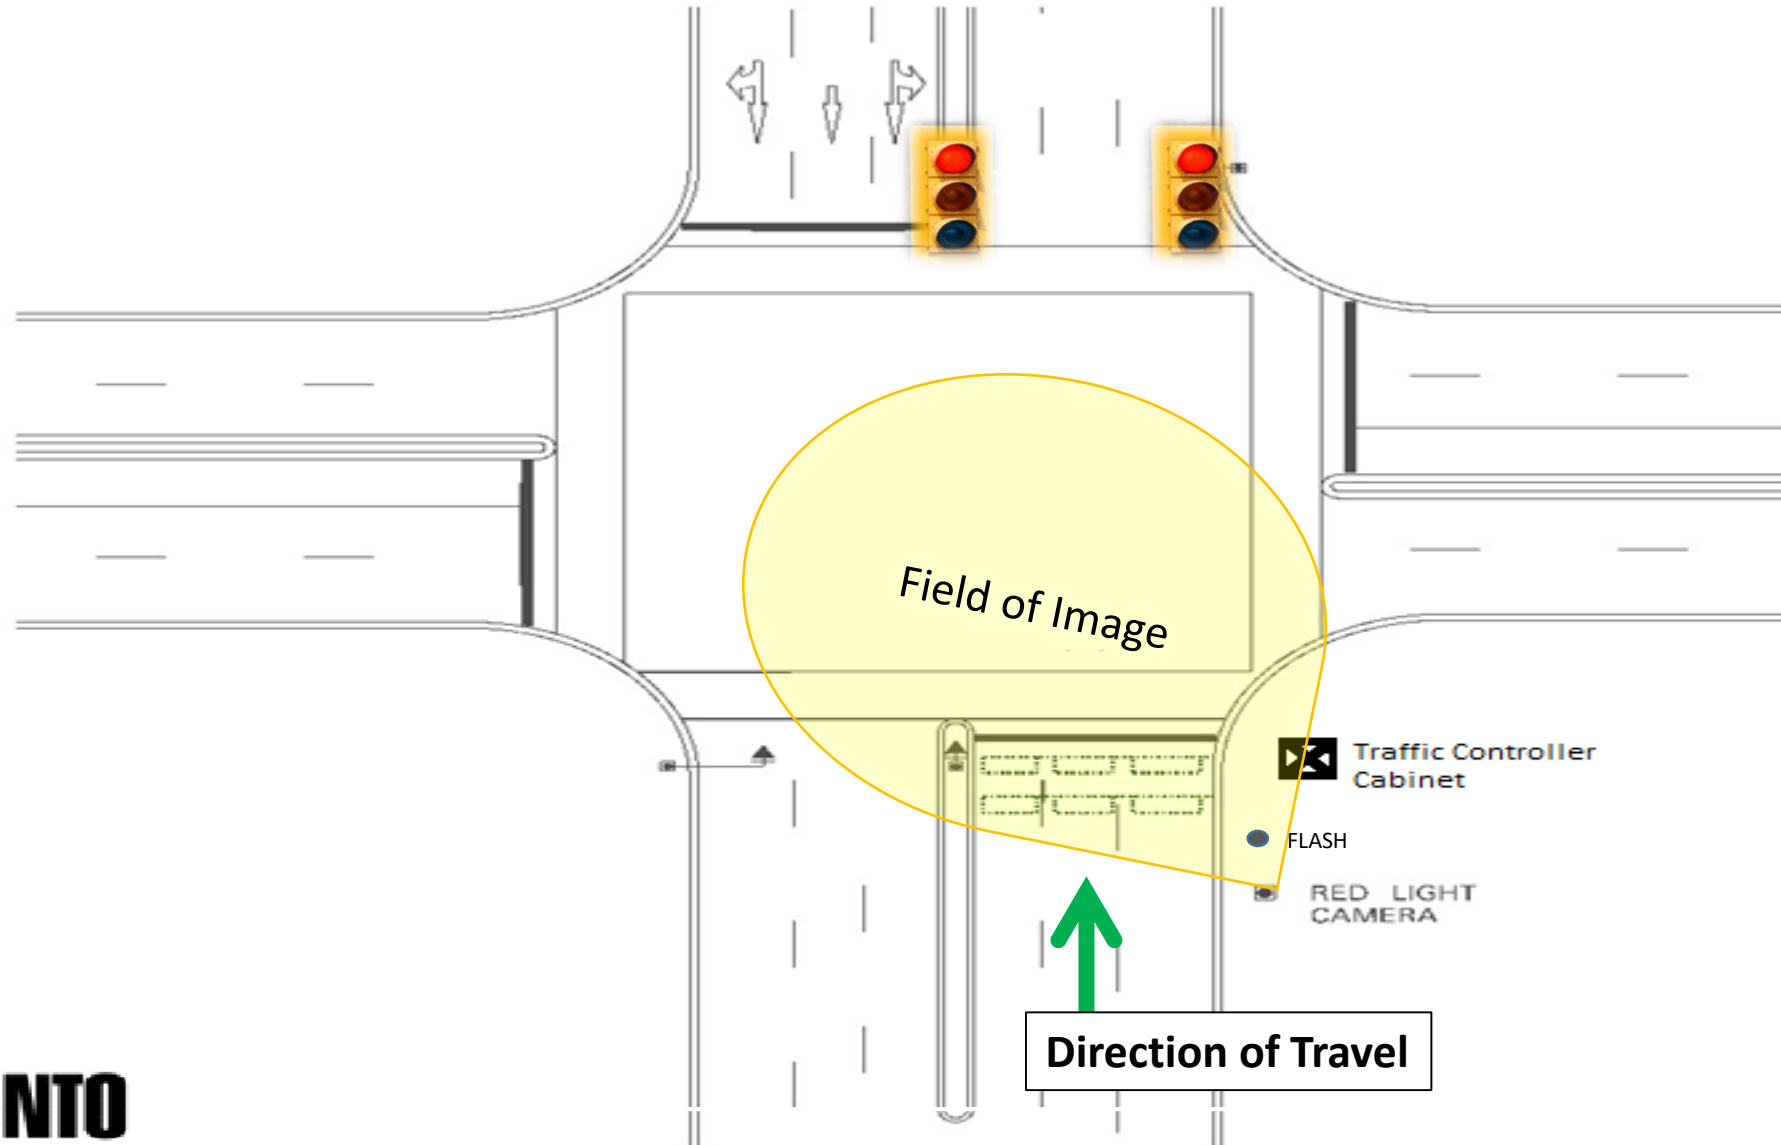 Field of Image
Traffic Controller
Cabinet
FLASH
RED LIGHT
CAMERA
Direction of Travel
NTO